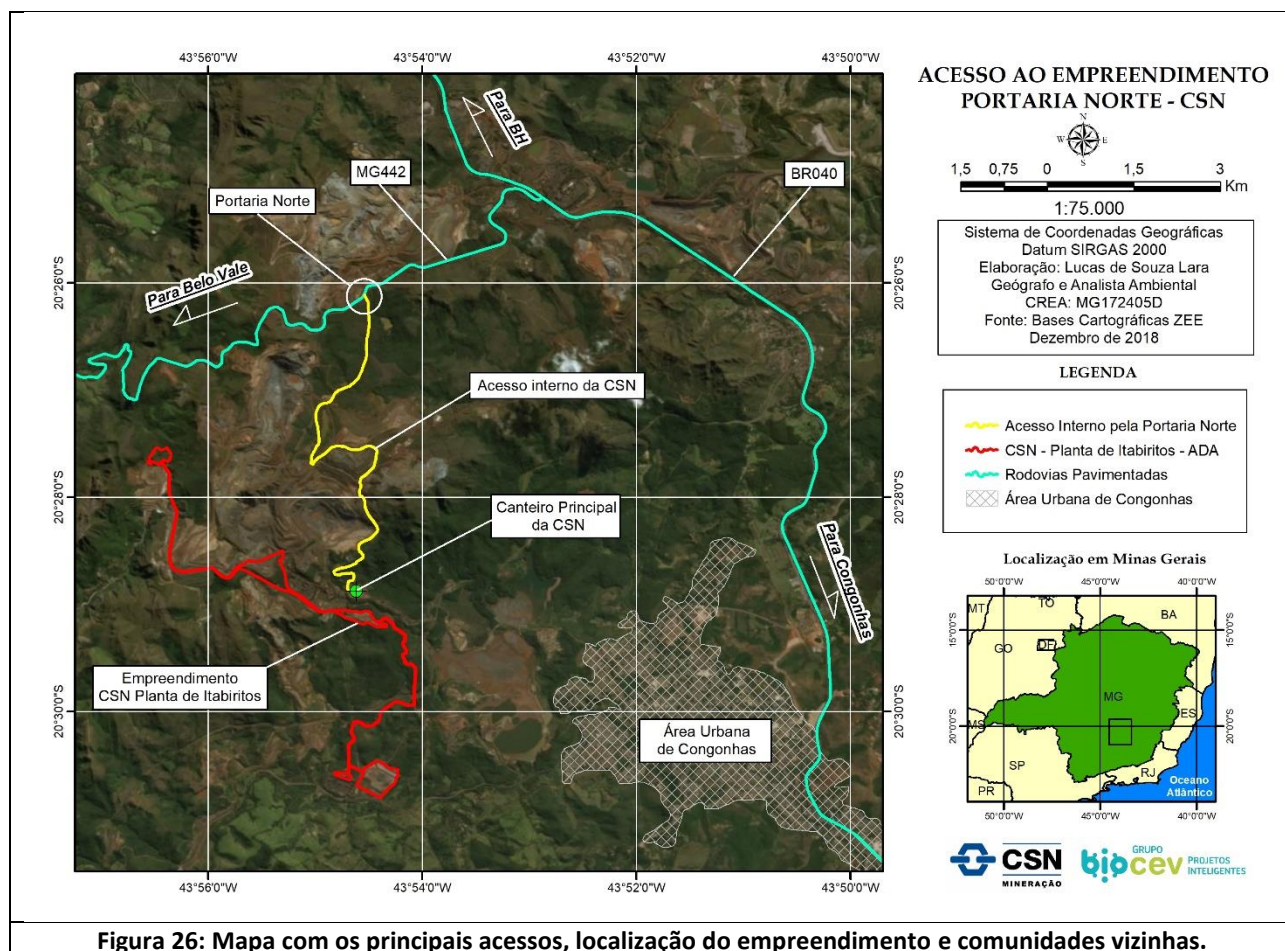 43°56'0"W
43°54'0"W
43°52'0"W
43°50'0"W
20°26'0"S
20°28'0"S
20°30'0"S
Para BH
MG442
BR040
Portaria Norte
Para Belo Vale
Acesso interno da CSN
Canteiro Principal
da CSN
Para Congonhas
Empreendimento
CSN Planta de Itabiritos
Área Urbana
de Congonhas
20°26'0"S
20°28'0"S
20°30'0"S
43°56'0"W
43°54'0"W
43°52'0"W
43°50'0"W
ACESSO AO EMPREENDIMENTO
PORTARIA NORTE - CSN
N
W E
S
1,5 0,75 0 1,5 3
Km
1:75.000
Sistema de Coordenadas Geográficas
Datum SIRGAS 2000
Elaboração: Lucas de Souza Lara
Geógrafo e Analista Ambiental
CREA: MG172405D
Fonte: Bases Cartográficas ZEE
Dezembro de 2018
LEGENDA
Acesso Interno pela Portaria Norte
CSN - Planta de Itabiritos - ADA
Rodovias Pavimentadas
Área Urbana de Congonhas
Localização em Minas Gerais
50°0'0"W 45°0'0"W 40°0'0"W
MT TO BA
15°0'0"S 15°0'0"S
GO DF
MG
MS ES
20°0'0"S 20°0'0"S
SP RJ
PR
Oceano
Atlântico
50°0'0"W 45°0'0"W 40°0'0"W
CSN
MINERAÇÃO
GRUPO
biocev PROJETOS
INTELIGENTES
Figura 26: Mapa com os principais acessos, localização do empreendimento e comunidades vizinhas.